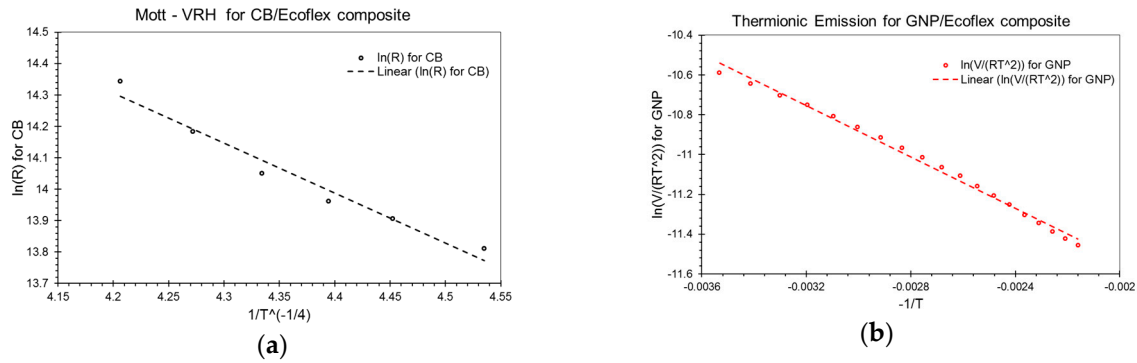 Mott - VRH for CB/Ecoflex composite
14.5
14.4
14.3
14.2
14.1
14
13.9
13.8
13.7
ln(R) for CB
ln(R) for CB
Linear (ln(R) for CB)
4.15 4.2 4.25 4.3 4.35 4.4 4.45 4.5 4.55
1/T^(-1/4)
(a)
Thermionic Emission for GNP/Ecoflex composite
-10.4
-10.6
-10.8
-11
-11.2
-11.4
-11.6
ln(V/(RT^2)) for GNP
ln(V/(RT^2)) for GNP
Linear (ln(V/(RT^2)) for GNP)
-0.0036 -0.0032 -0.0028 -0.0024 -0.002
-1/T
(b)